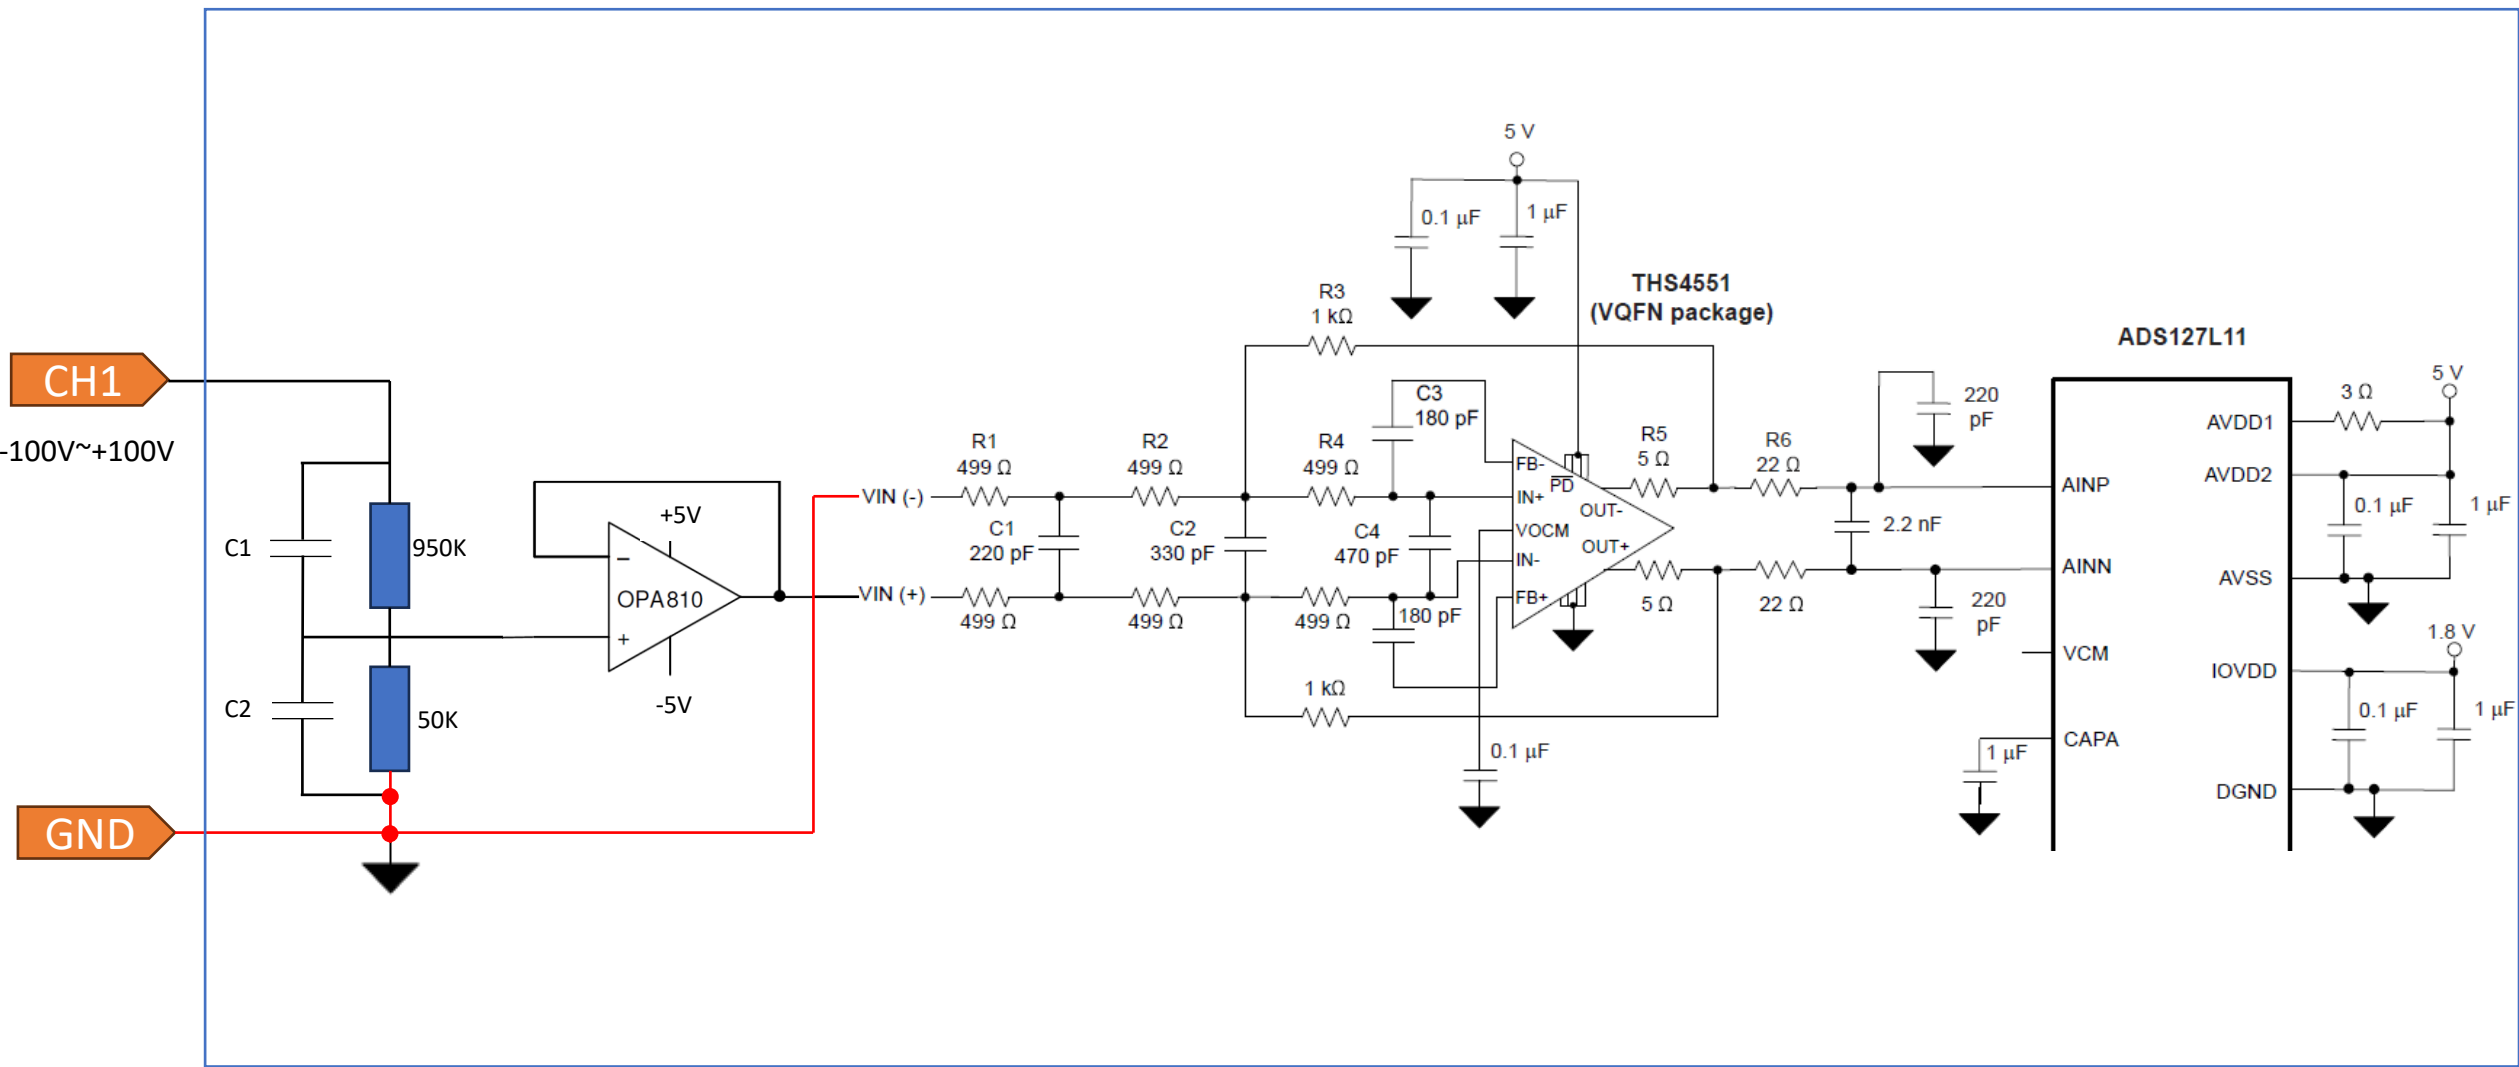 CH1
-100V~+100V
GND
C1
950K
C2
50K
+5V
OPA810
-5V
−
+
VIN (-)
VIN (+)
R1
499 Ω
C1
220 pF
499 Ω
R2
499 Ω
C2
330 pF
499 Ω
R3
1 kΩ
R4
499 Ω
C3
180 pF
C4
470 pF
499 Ω
180 pF
1 kΩ
0.1 µF
5 V
0.1 µF
1 µF
THS4551
(VQFN package)
FB-
IN+
VOCM
IN-
FB+
PD
OUT-
OUT+
R5
5 Ω
5 Ω
R6
22 Ω
22 Ω
2.2 nF
220
pF
220
pF
ADS127L11
AINP
AINN
VCM
CAPA
1 µF
AVDD1
AVDD2
AVSS
IOVDD
DGND
3 Ω
5 V
0.1 µF
1 µF
1.8 V
0.1 µF
1 µF